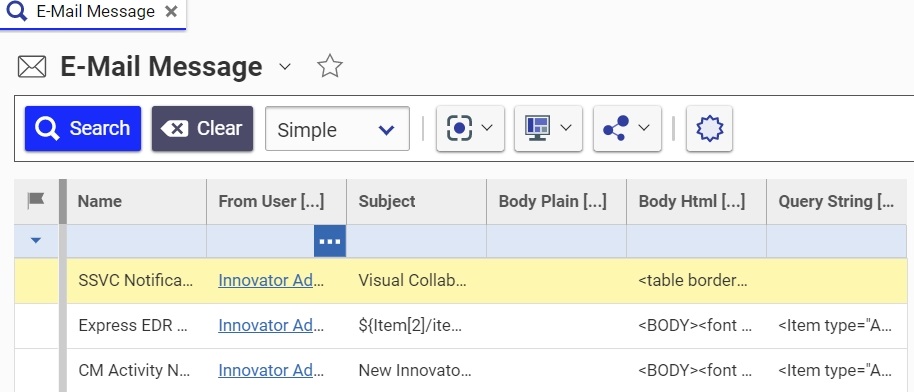 E-Mail Message
E-Mail Message
Search Clear Simple
Name From User [...] Subject Body Plain [...] Body Html [...] Query String [...
...
SSVC Notifica... Innovator Ad... Visual Collab... <table border...
Express EDR ... Innovator Ad... ${Item[2]/ite... <BODY><font ... <Item type="A...
CM Activity N... Innovator Ad... New Innovato... <BODY><font ... <Item type="A...